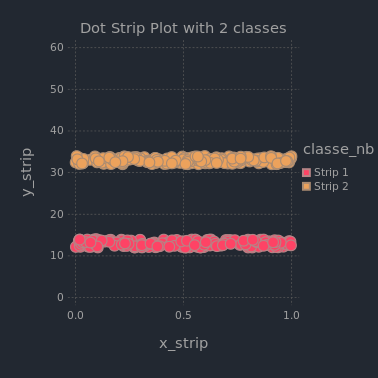 Dot Strip Plot with 2 classes
60
50
40
30
20
10
0
y_strip
0.0
0.5
1.0
x_strip
classe_nb
Strip 1
Strip 2